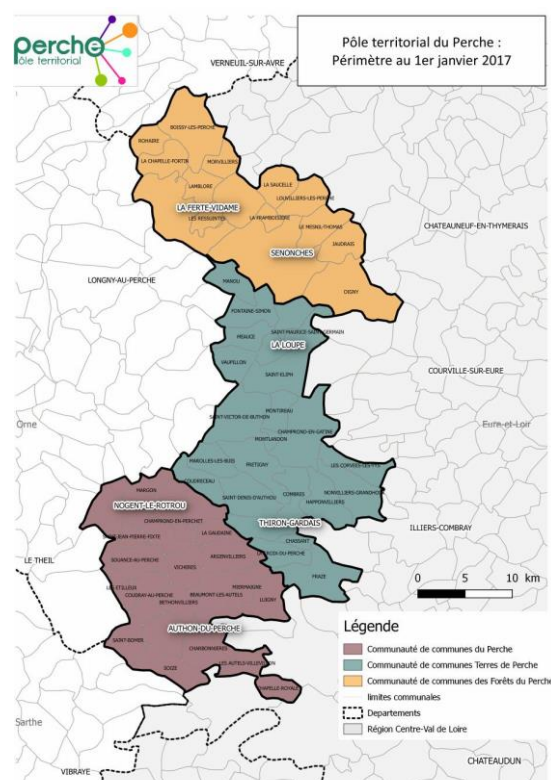 perche
pôle territorial
Pôle territorial du Perche :
Périmètre au 1er janvier 2017
VERNEUIL-SUR-AVRE
BOISSY-LES-PERCHE
ROHAIRE
LA CHAPELLE-FORTIN
MORVILLIERS
LAMBLORE
LA SAUCELLE
LOUVILLIERS-LES-PERCHE
LA FERTE-VIDAME
LES RESSUINTES
LA FRAMBOISIERE
LE MESNIL-THOMAS
CHATEAUNEUF-EN-THYMERAIS
JAUDRAIS
SENONCHES
LONGNY-AU-PERCHE
MANOU
DIGNY
FONTAINE-SIMON
SAINT-MAURICE-SAINT-GERMAIN
MEAUCE
LA LOUPE
VAUPILLON
SAINT-ELIPH
COURVILLE-SUR-EURE
MONTIREAU
SAINT-VICTOR-DE-BUTHON
Orne
CHAMPROND-EN-GATINE
Eure-et-Loir
MONTLANDON
MAROLLES-LES-BUIS
FRETIGNY
LES-CORVEES-LES-YYS
COUDRECEAU
MARGON
SAINT-DENIS-D'AUTHOU
COMBRES
NONVILLIERS-GRANDHOUX
HAPPONVILLIERS
NOGENT-LE-ROTROU
CHAMPROND-EN-PERCHET
THIRON-GARDAIS
ILLIERS-COMBRAY
LA GAUDAINE
CHASSANT
LE THEIL
SOUANCE-AU-PERCHE
ARGENVILLIERS
LA CROIX-DU-PERCHE
VICHERES
FRAZE
LES-ETILLEUX
COUDRAY-AU-PERCHE
BEAUMONT-LES-AUTELS
MIERMAIGNE
BETHONVILLIERS
LUIGNY
0 5 10 km
AUTHON-DU-PERCHE
SAINT-BOMER
CHARBONNIERES
SOIZE
LES AUTELS-VILLEVILLON
CHAPELLE-ROYALE
Sarthe
VIBRAYE
CHATEAUDUN
Légende
Communauté de communes du Perche
Communauté de communes Terres de Perche
Communauté de communes des Forêts du Perche
limites communales
Departements
Région Centre-Val de Loire